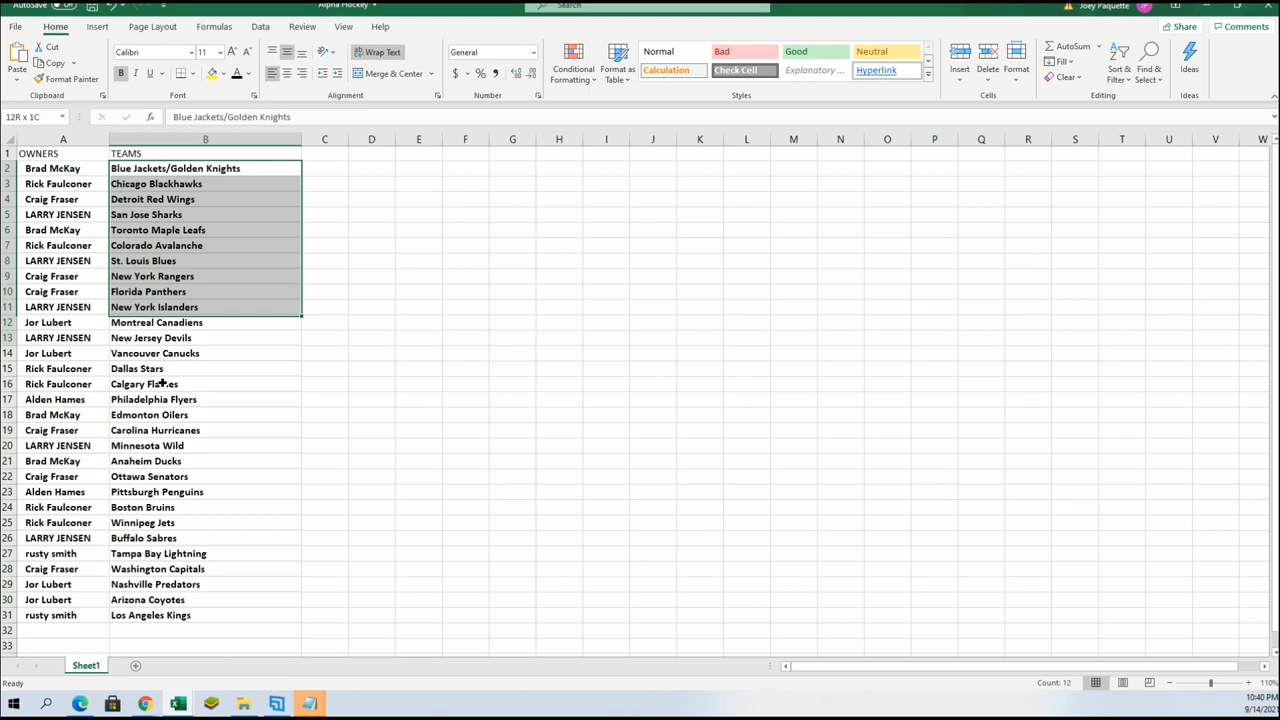 AutoSave Off Alpha Hockey Search Joey Paquette JP
File Home Insert Page Layout Formulas Data Review View Help Share Comments
Paste Cut Copy Format Painter Clipboard
Calibri 11 A A B I U A Font
ab Wrap Text Merge & Center Alignment
General $ % 9 Number
Conditional Formatting Format as Table
Normal Bad Good Neutral
Calculation Check Cell Explanatory ... Hyperlink
Styles
Insert Delete Format Cells
AutoSum Fill Clear Sort & Filter Find & Select Editing
Ideas Ideas
12R x 1C fx Blue Jackets/Golden Knights
A B C D E F G H I J K L M N O P Q R S T U V W
1 OWNERS TEAMS
2 Brad McKay Blue Jackets/Golden Knights
3 Rick Faulconer Chicago Blackhawks
4 Craig Fraser Detroit Red Wings
5 LARRY JENSEN San Jose Sharks
6 Brad McKay Toronto Maple Leafs
7 Rick Faulconer Colorado Avalanche
8 LARRY JENSEN St. Louis Blues
9 Craig Fraser New York Rangers
10 Craig Fraser Florida Panthers
11 LARRY JENSEN New York Islanders
12 Jor Lubert Montreal Canadiens
13 LARRY JENSEN New Jersey Devils
14 Jor Lubert Vancouver Canucks
15 Rick Faulconer Dallas Stars
16 Rick Faulconer Calgary Flames
17 Alden Hames Philadelphia Flyers
18 Brad McKay Edmonton Oilers
19 Craig Fraser Carolina Hurricanes
20 LARRY JENSEN Minnesota Wild
21 Brad McKay Anaheim Ducks
22 Craig Fraser Ottawa Senators
23 Alden Hames Pittsburgh Penguins
24 Rick Faulconer Boston Bruins
25 Rick Faulconer Winnipeg Jets
26 LARRY JENSEN Buffalo Sabres
27 rusty smith Tampa Bay Lightning
28 Craig Fraser Washington Capitals
29 Jor Lubert Nashville Predators
30 Jor Lubert Arizona Coyotes
31 rusty smith Los Angeles Kings
32
33
Sheet1
Ready Count: 12 110%
10:40 PM
9/14/2021